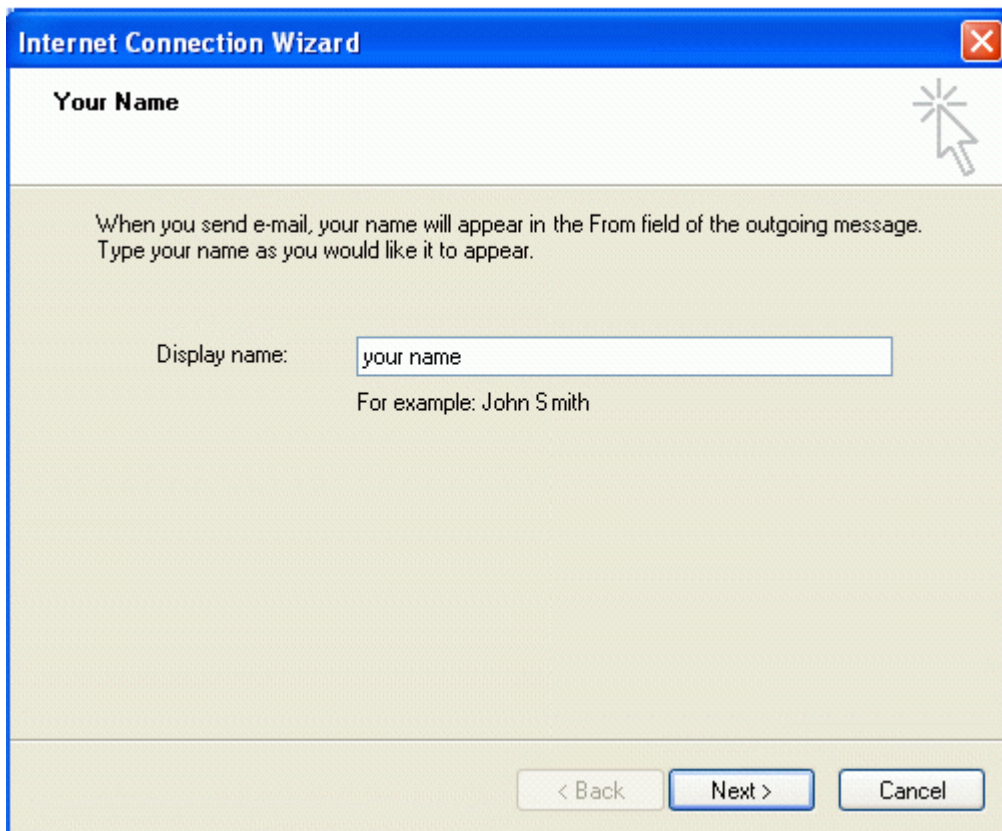 Internet Connection Wizard
Your Name
When you send e-mail, your name will appear in the From field of the outgoing message.
Type your name as you would like it to appear.
Display name: your name
For example: John Smith
< Back Next > Cancel